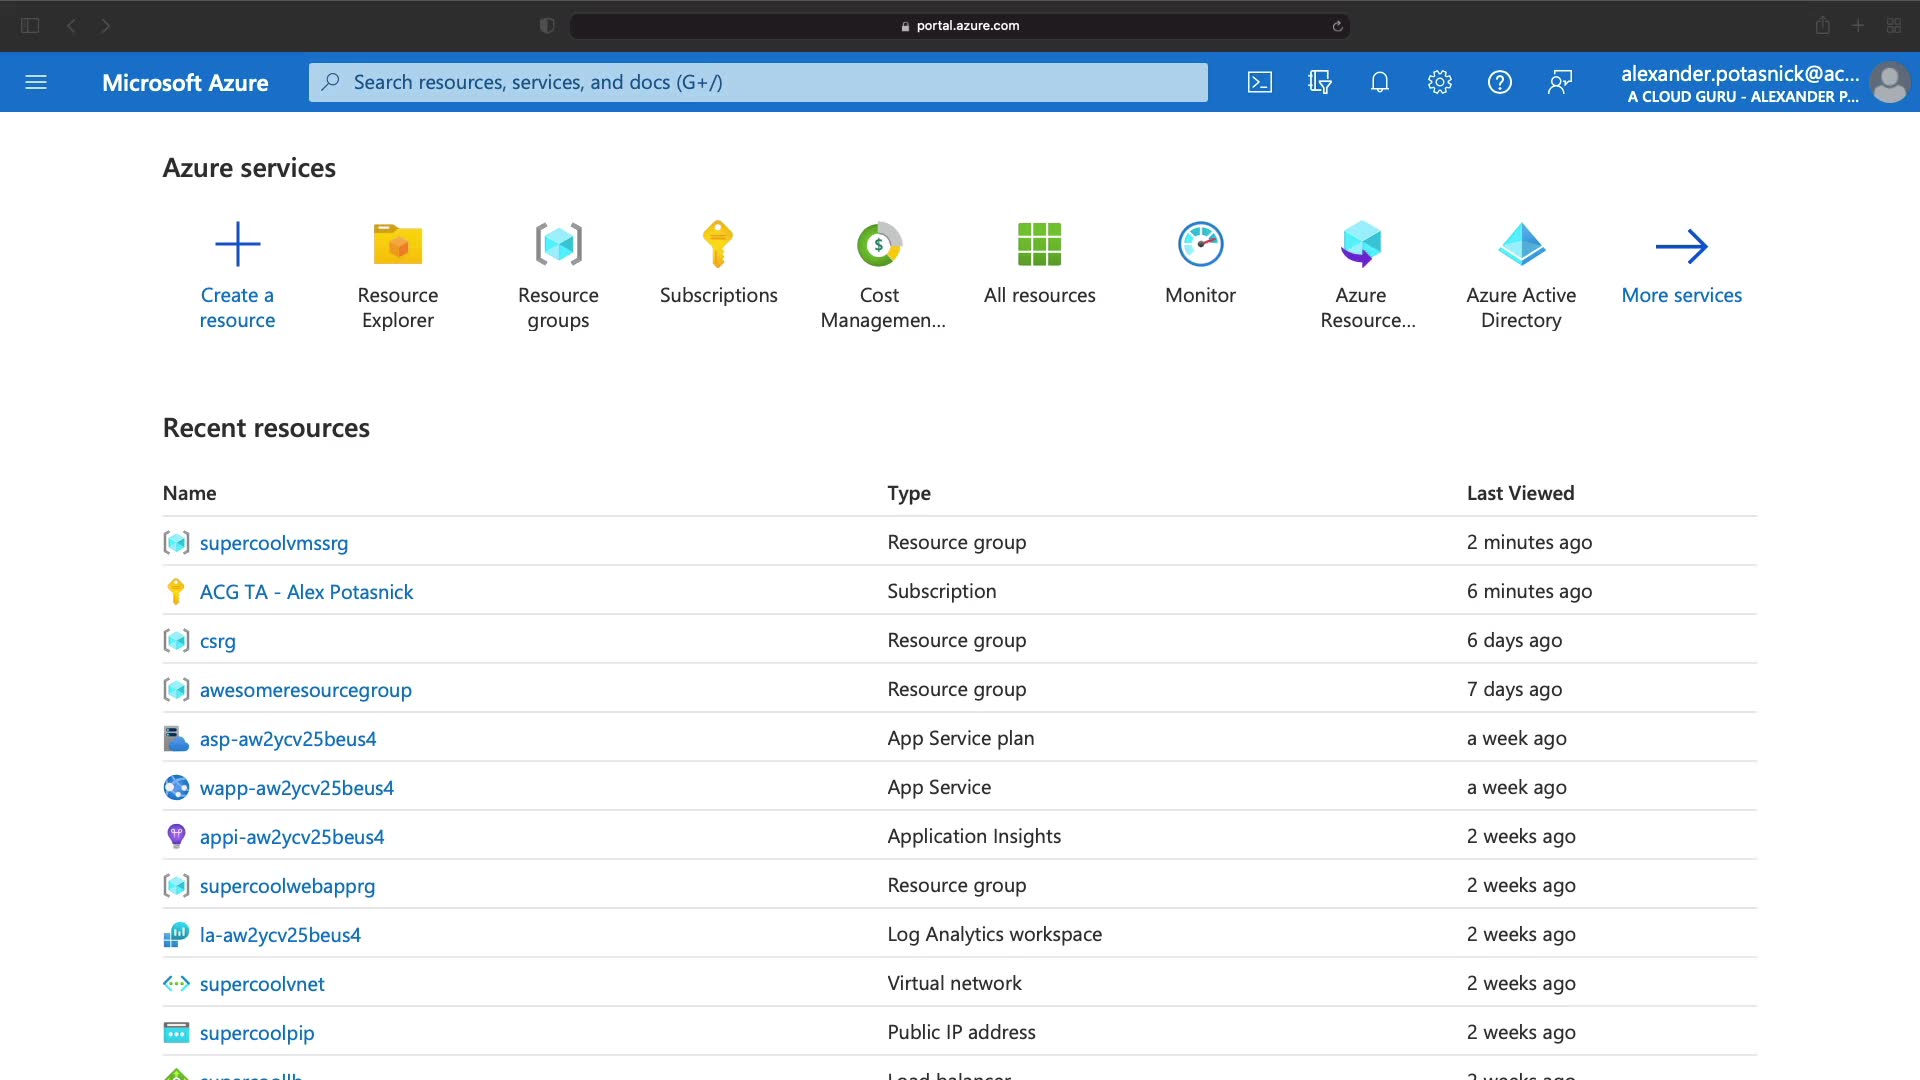 portal.azure.com
Microsoft Azure
Search resources, services, and docs (G+/)
alexander.potasnick@ac...
A CLOUD GURU - ALEXANDER P...
Azure services
Create a
resource
Resource
Explorer
Resource
groups
Subscriptions
Cost
Managemen...
All resources
Monitor
Azure
Resource...
Azure Active
Directory
More services
Recent resources
Name Type Last Viewed
supercoolvmssrg Resource group 2 minutes ago
ACG TA - Alex Potasnick Subscription 6 minutes ago
csrg Resource group 6 days ago
awesomeresourcegroup Resource group 7 days ago
asp-aw2ycv25beus4 App Service plan a week ago
wapp-aw2ycv25beus4 App Service a week ago
appi-aw2ycv25beus4 Application Insights 2 weeks ago
supercoolwebapprg Resource group 2 weeks ago
la-aw2ycv25beus4 Log Analytics workspace 2 weeks ago
supercoolvnet Virtual network 2 weeks ago
supercoolpip Public IP address 2 weeks ago
supercoollb Load balancer 2 weeks ago